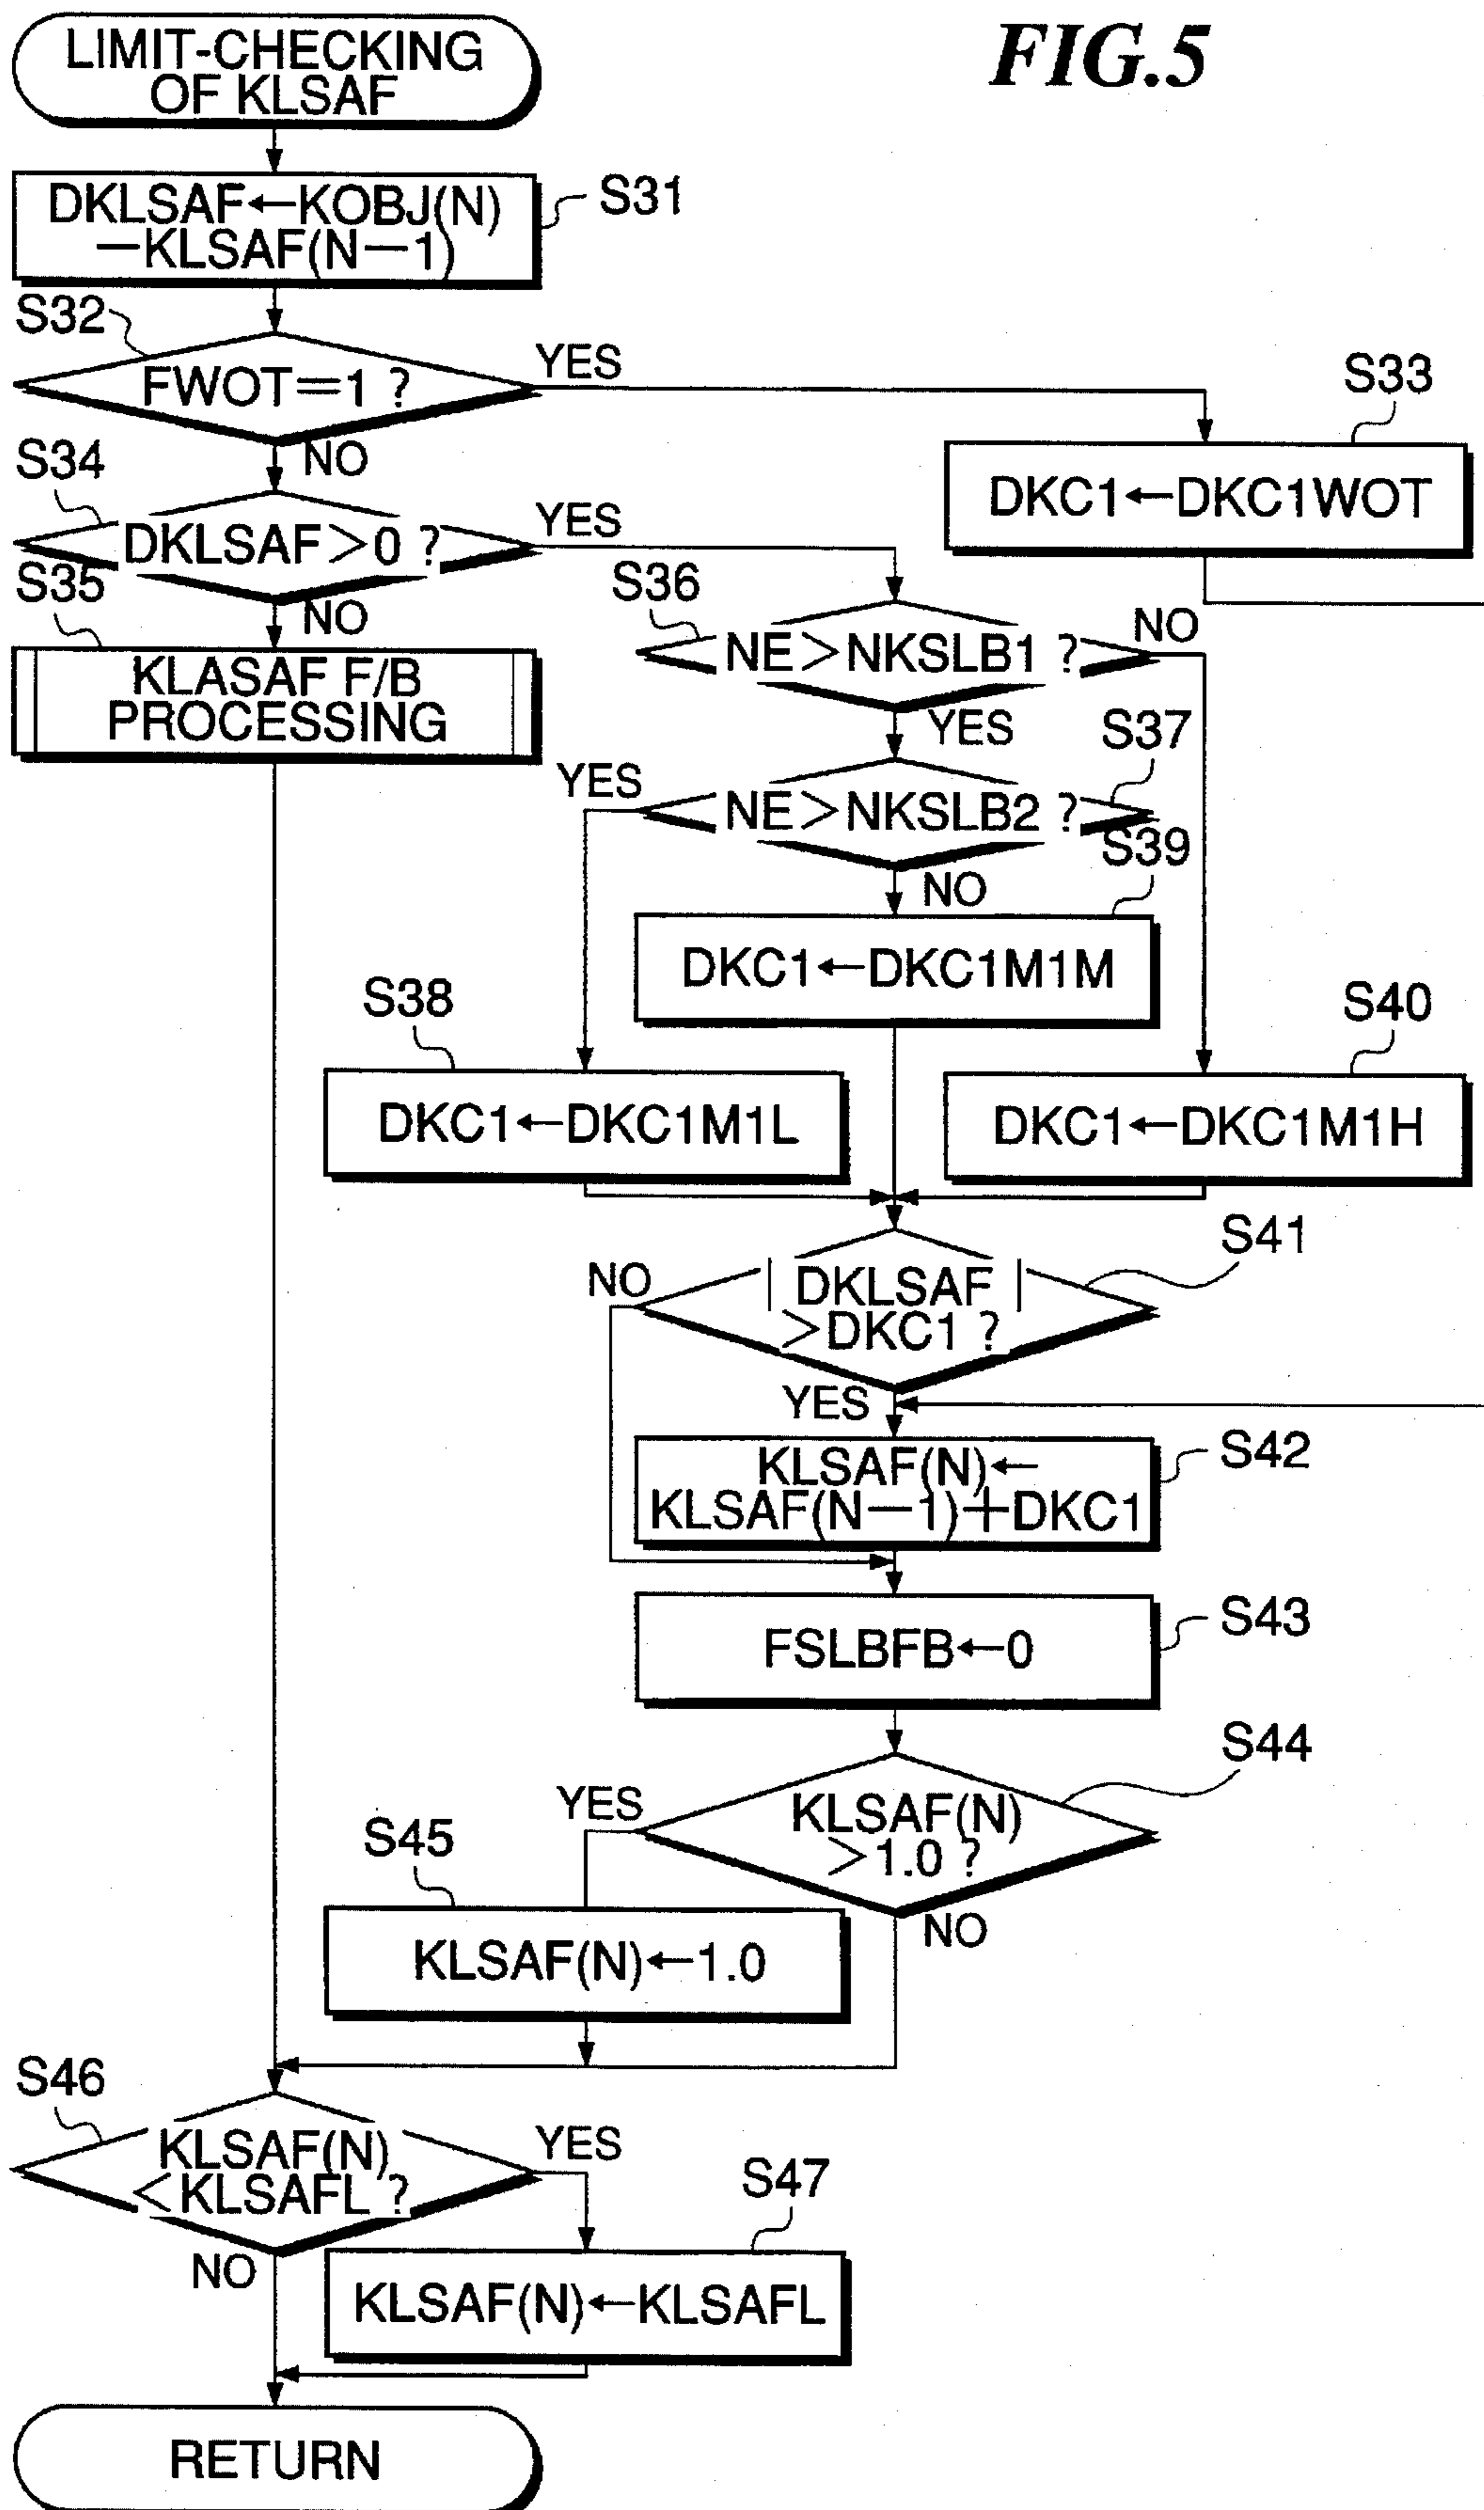 FIG.5
LIMIT-CHECKING
OF KLSAF
DKLSAF←KOBJ(N)
−KLSAF(N−1)
S31
S32
FWOT=1 ?
YES
NO
S33
DKC1←DKC1WOT
S34
DKLSAF>0 ?
YES
NO
S35
KLASAF F/B
PROCESSING
S36
NE>NKSLB1 ?
NO
YES
S37
NE>NKSLB2 ?
YES
NO
S39
DKC1←DKC1M1M
S38
DKC1←DKC1M1L
S40
DKC1←DKC1M1H
S41
| DKLSAF |
>DKC1 ?
NO
YES
S42
KLSAF(N)←
KLSAF(N−1)+DKC1
S43
FSLBFB←0
S44
KLSAF(N)
>1.0 ?
YES
NO
S45
KLSAF(N)←1.0
S46
KLSAF(N)
<KLSAFL ?
YES
NO
S47
KLSAF(N)←KLSAFL
RETURN